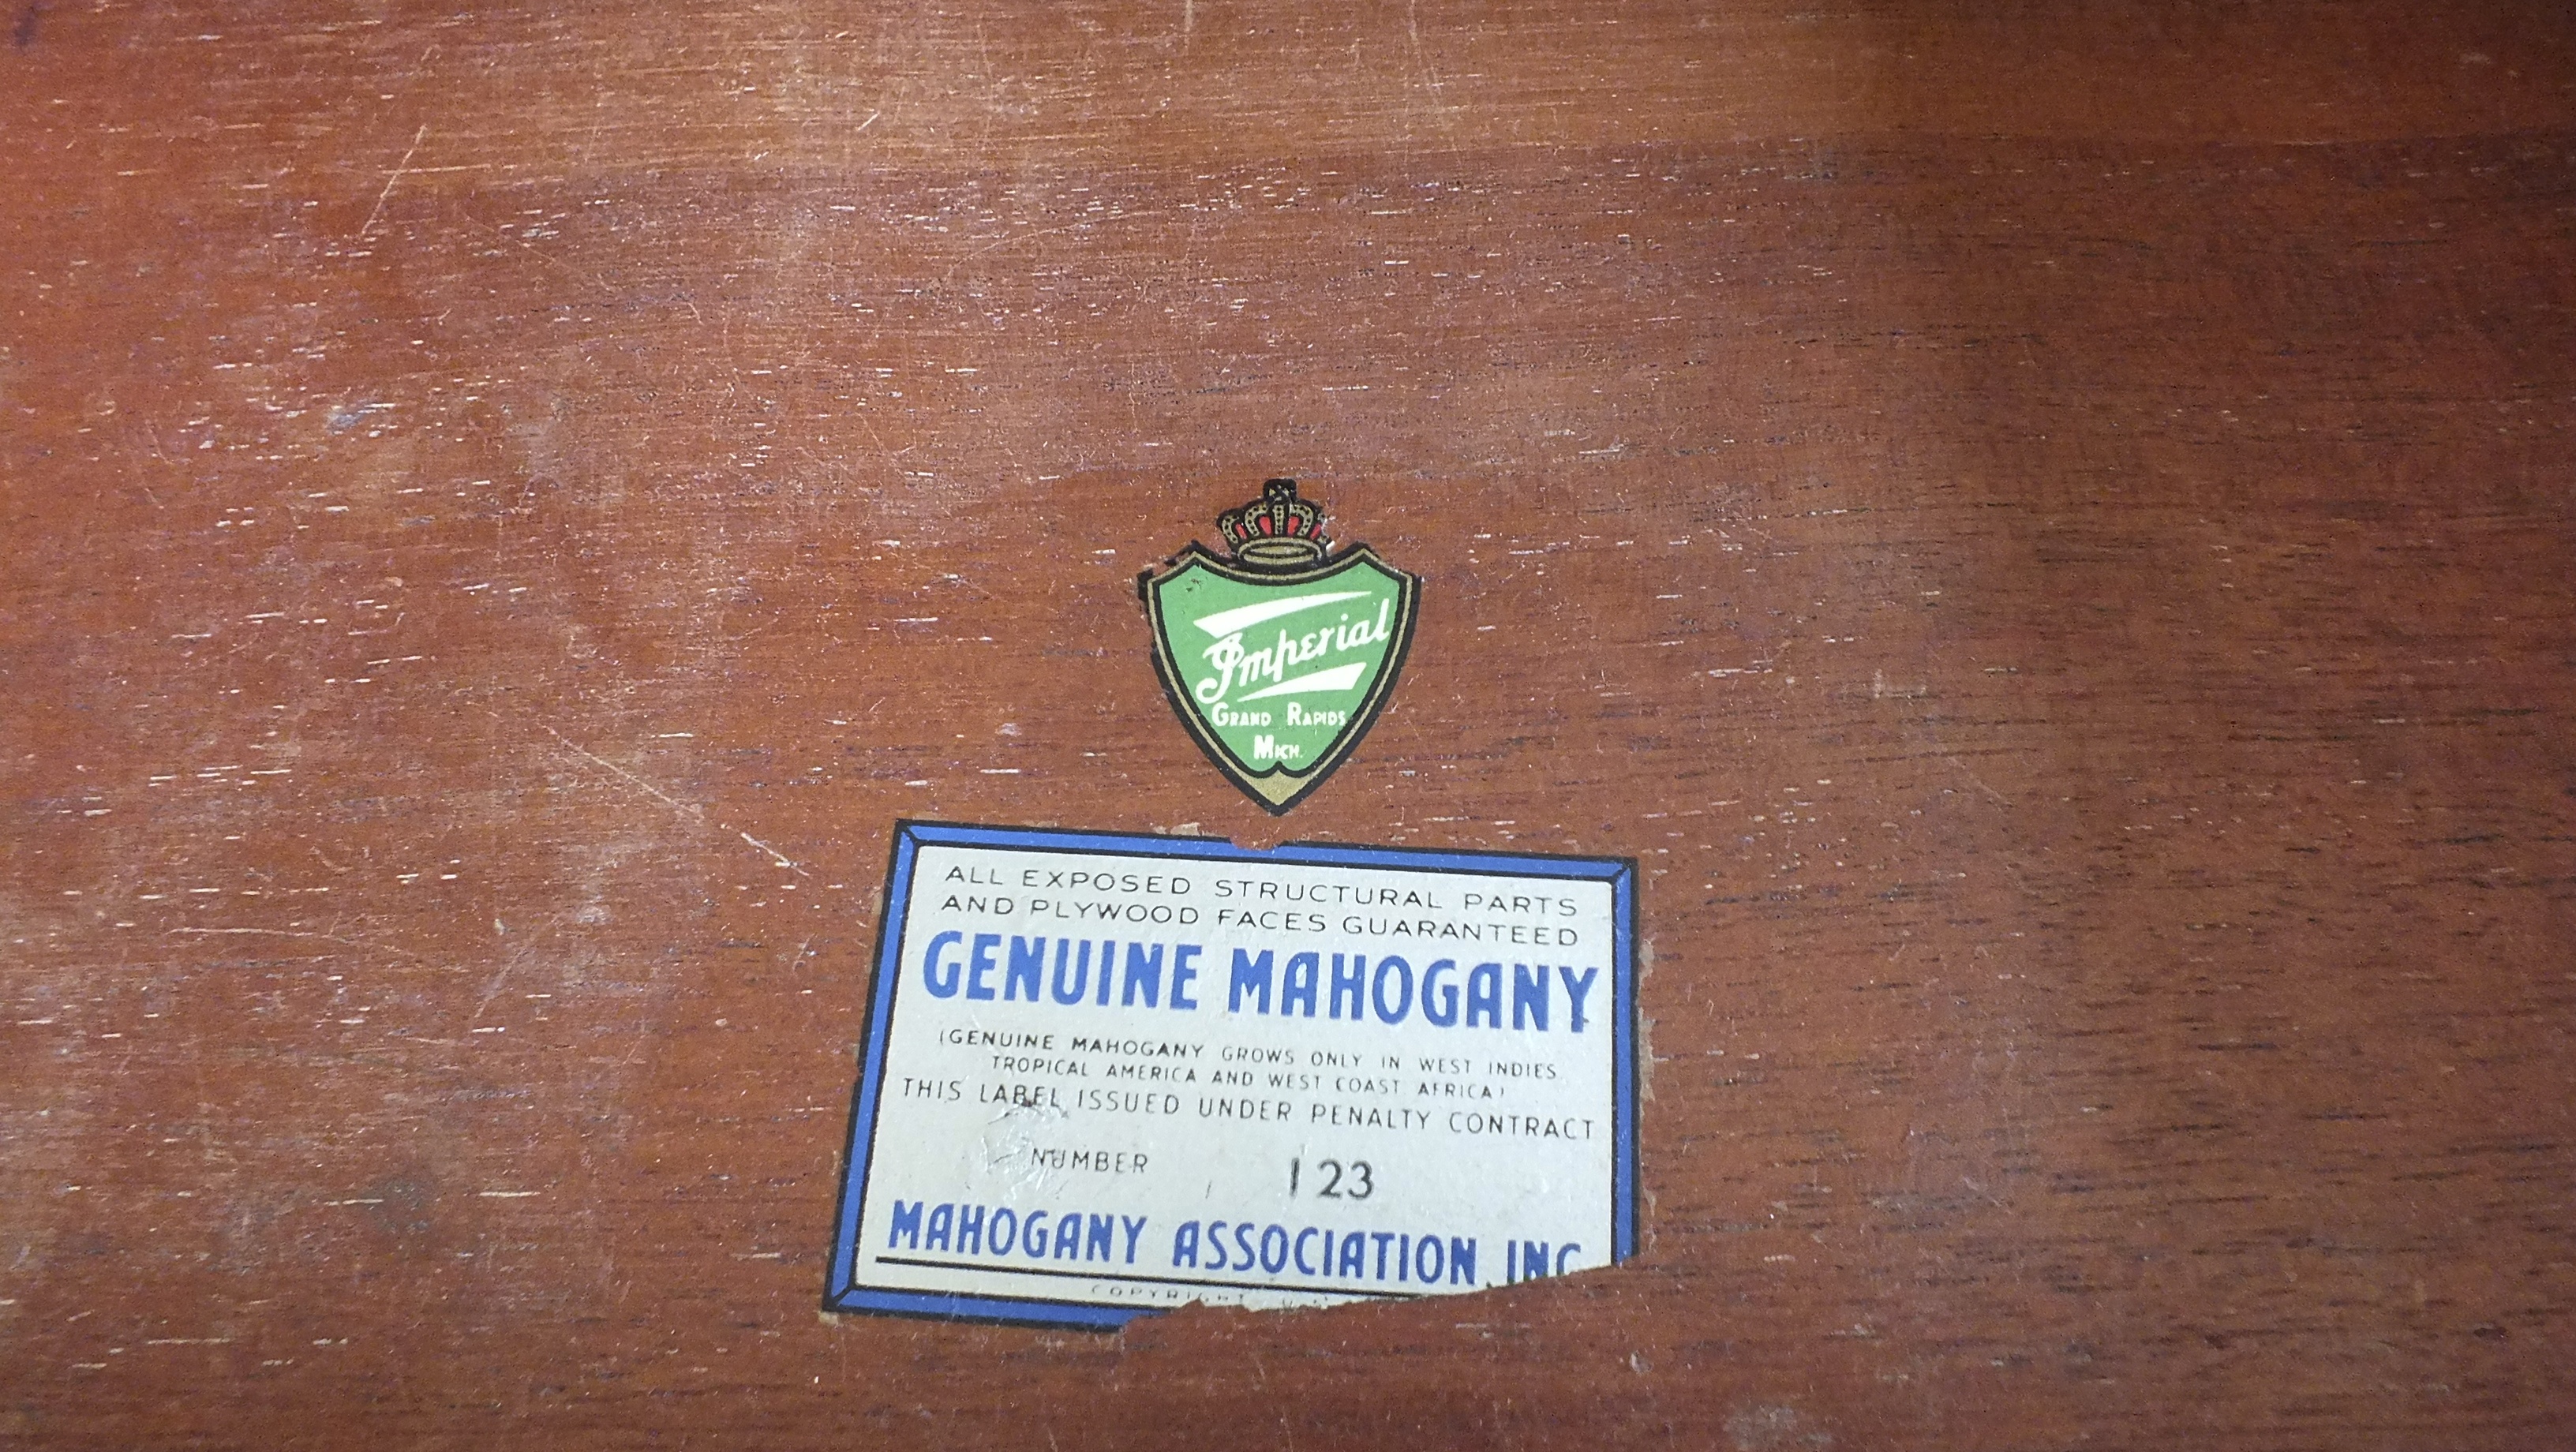 Imperial
GRAND RAPIDS
MICH.
ALL EXPOSED STRUCTURAL PARTS
AND PLYWOOD FACES GUARANTEED
GENUINE MAHOGANY
(GENUINE MAHOGANY GROWS ONLY IN WEST INDIES
TROPICAL AMERICA AND WEST COAST AFRICA)
THIS LABEL ISSUED UNDER PENALTY CONTRACT
NUMBER 123
MAHOGANY ASSOCIATION INC
COPYRIGHT